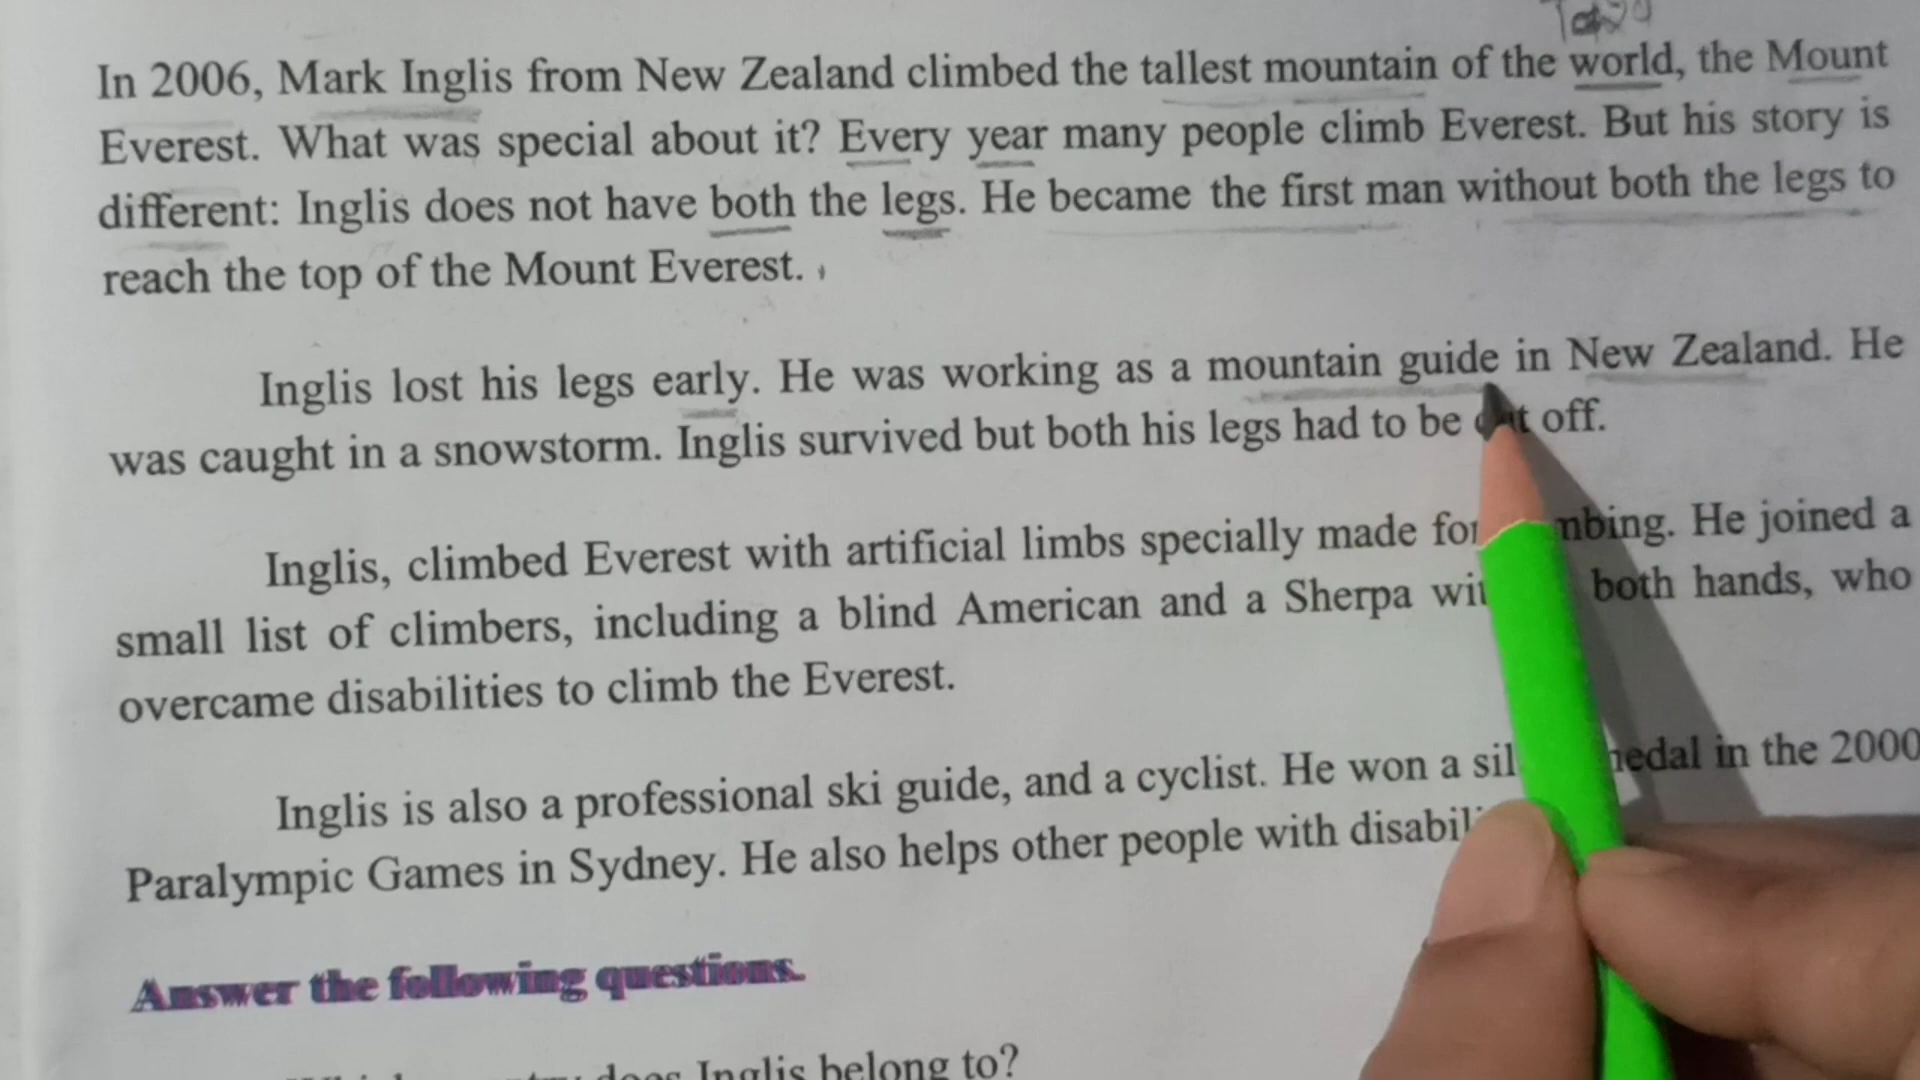 In 2006, Mark Inglis from New Zealand climbed the tallest mountain of the world, the Mount
Everest. What was special about it? Every year many people climb Everest. But his story is
different: Inglis does not have both the legs. He became the first man without both the legs to
reach the top of the Mount Everest.
Inglis lost his legs early. He was working as a mountain guide in New Zealand. He
was caught in a snowstorm. Inglis survived but both his legs had to be off.
Inglis, climbed Everest with artificial limbs specially made for He joined a
small list of climbers, including a blind American and a Sherpa both hands, who
overcame disabilities to climb the Everest.
Inglis is also a professional ski guide, and a cyclist. He won a in the 2000
Paralympic Games in Sydney. He also helps other people with
Answer the following questions.
does Inglis belong to?